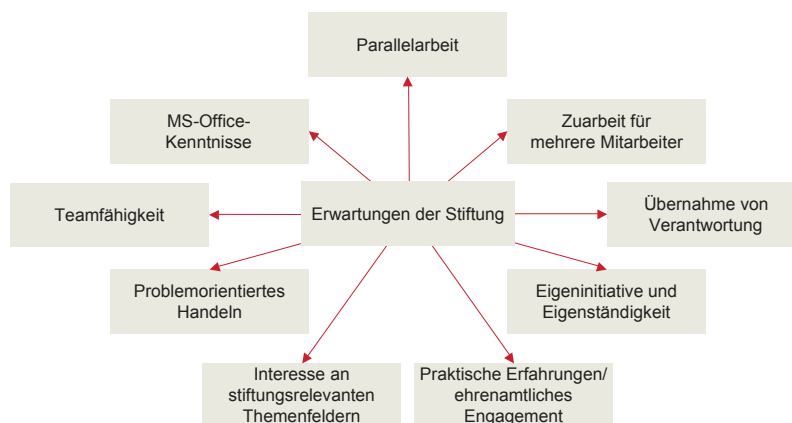 Parallelarbeit
MS-Office-
Kenntnisse
Zuarbeit für
mehrere Mitarbeiter
Teamfähigkeit
Erwartungen der Stiftung
Übernahme von
Verantwortung
Problemorientiertes
Handeln
Eigeninitiative und
Eigenständigkeit
Interesse an
stiftungsrelevanten
Themenfeldern
Praktische Erfahrungen/
ehrenamtliches
Engagement